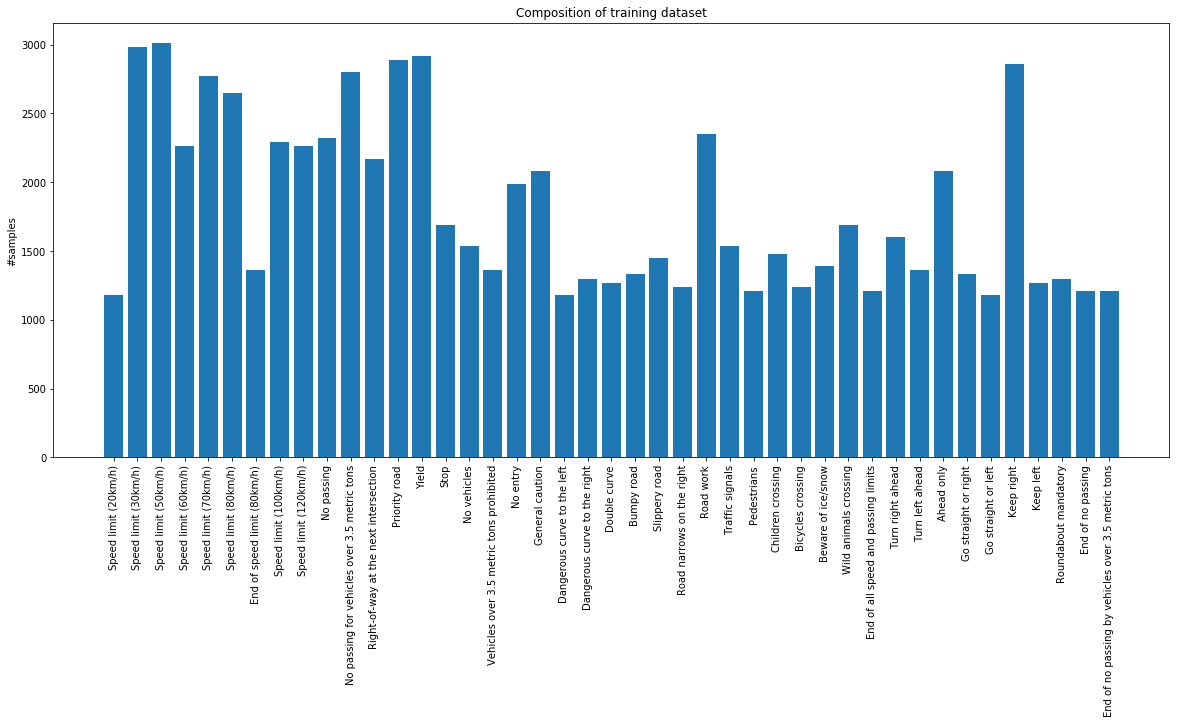 Composition of training dataset
#samples
3000
2500
2000
1500
1000
500
0
Speed limit (20km/h)
Speed limit (30km/h)
Speed limit (50km/h)
Speed limit (60km/h)
Speed limit (70km/h)
Speed limit (80km/h)
End of speed limit (80km/h)
Speed limit (100km/h)
Speed limit (120km/h)
No passing
No passing for vehicles over 3.5 metric tons
Right-of-way at the next intersection
Priority road
Yield
Stop
No vehicles
Vehicles over 3.5 metric tons prohibited
No entry
General caution
Dangerous curve to the left
Dangerous curve to the right
Double curve
Bumpy road
Slippery road
Road narrows on the right
Road work
Traffic signals
Pedestrians
Children crossing
Bicycles crossing
Beware of ice/snow
Wild animals crossing
End of all speed and passing limits
Turn right ahead
Turn left ahead
Ahead only
Go straight or right
Go straight or left
Keep right
Keep left
Roundabout mandatory
End of no passing
End of no passing by vehicles over 3.5 metric tons